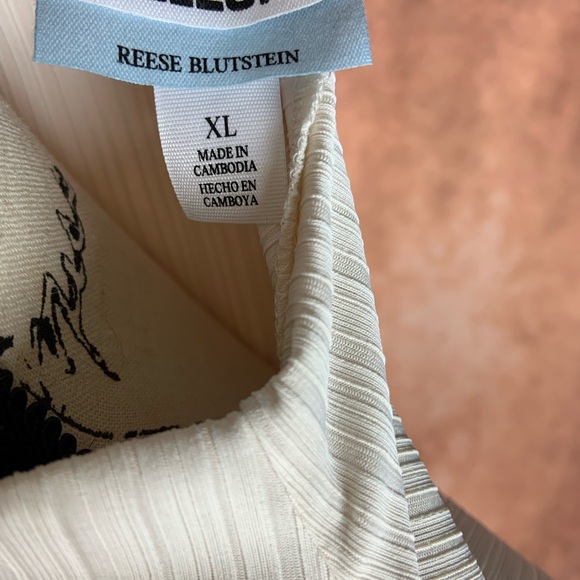 REESE BLUTSTEIN
XL
MADE IN
CAMBODIA
HECHO EN
CAMBOYA